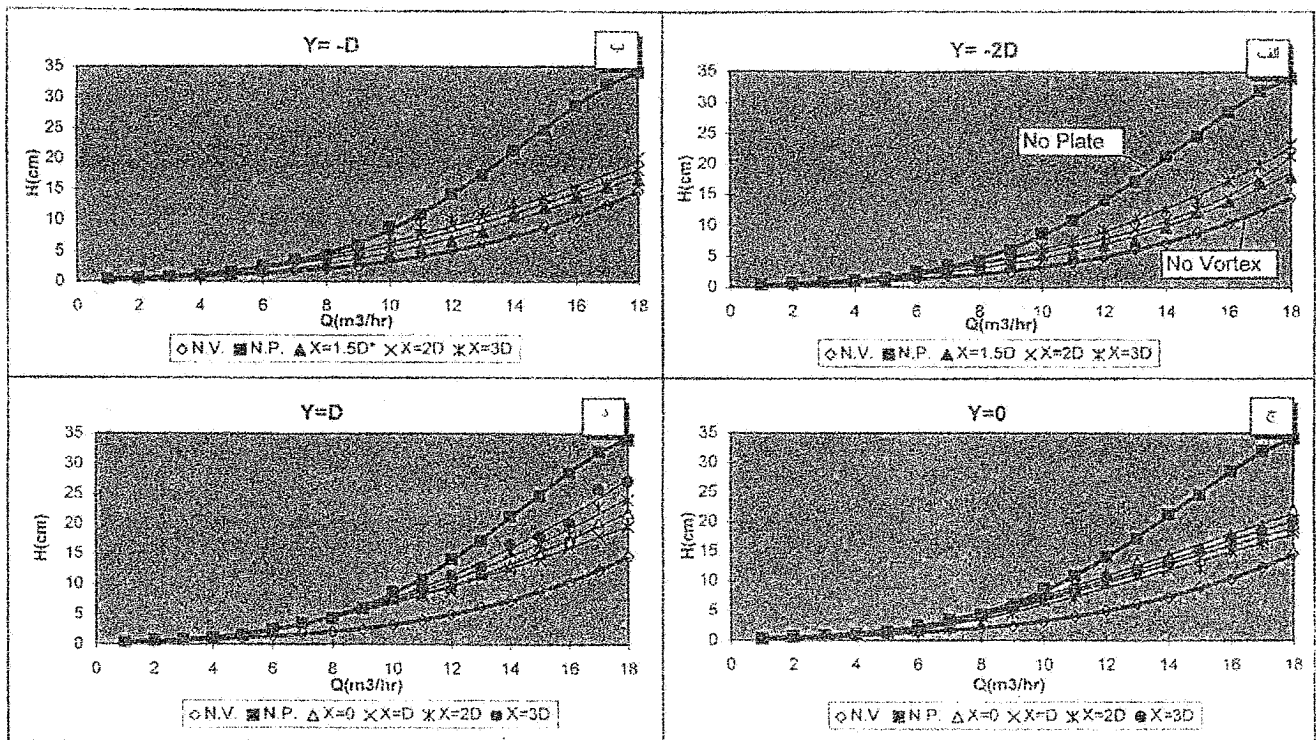 Y= -2D
الف
H(cm)
35
30
25
20
15
10
5
0
No Plate
No Vortex
0 2 4 6 8 10 12 14 16 18
Q(m3/hr)
N.V. N.P. X=1.5D X=2D X=3D
Y= -D
ب
H(cm)
35
30
25
20
15
10
5
0
0 2 4 6 8 10 12 14 16 18
Q(m3/hr)
N.V. N.P. X=1.5D* X=2D X=3D
Y=0
ج
H(cm)
35
30
25
20
15
10
5
0
0 2 4 6 8 10 12 14 16 18
Q(m3/hr)
N.V. N.P. X=0 X=D X=2D X=3D
Y=D
د
H(cm)
35
30
25
20
15
10
5
0
0 2 4 6 8 10 12 14 16 18
Q(m3/hr)
N.V. N.P. X=0 X=D X=2D X=3D